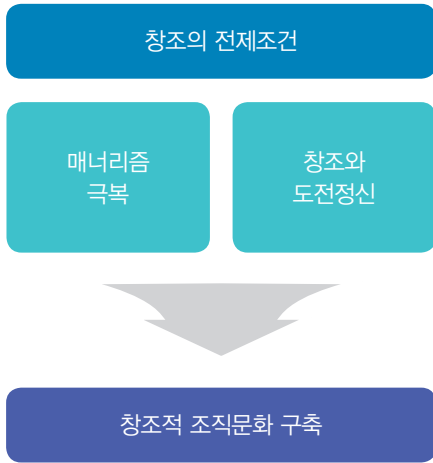 창조의 전제조건
매너리즘
극복
창조와
도전정신
창조적 조직문화 구축